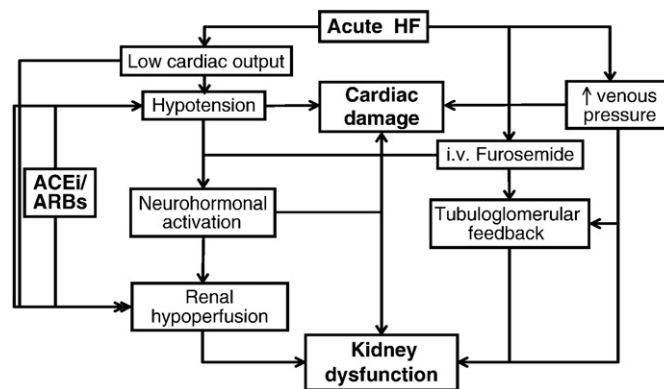 Acute HF
Low cardiac output
Hypotension
Cardiac
damage
↑ venous
pressure
i.v. Furosemide
ACEi/
ARBs
Neurohormonal
activation
Tubuloglomerular
feedback
Renal
hypoperfusion
Kidney
dysfunction